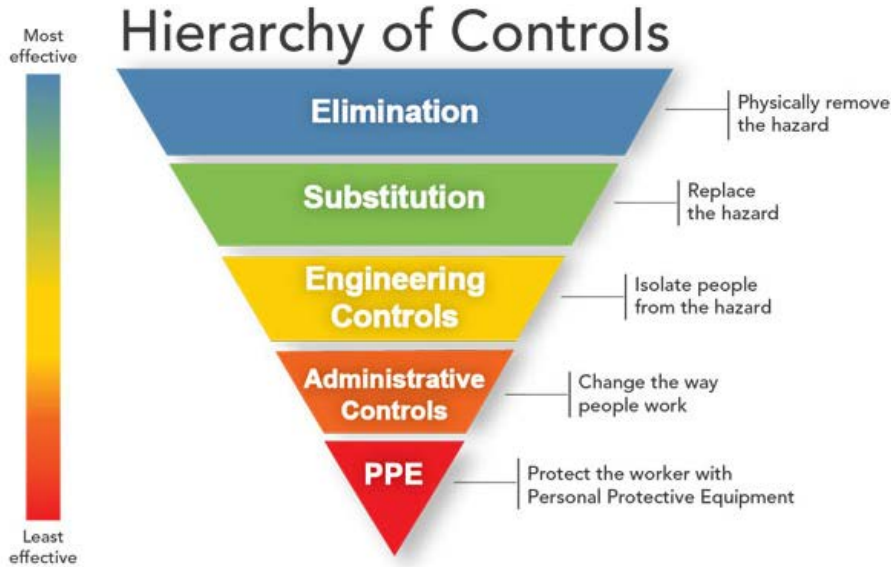 Hierarchy of Controls
Most
effective
Elimination
Physically remove
the hazard
Substitution
Replace
the hazard
Engineering
Controls
Isolate people
from the hazard
Administrative
Controls
Change the way
people work
PPE
Protect the worker with
Personal Protective Equipment
Least
effective